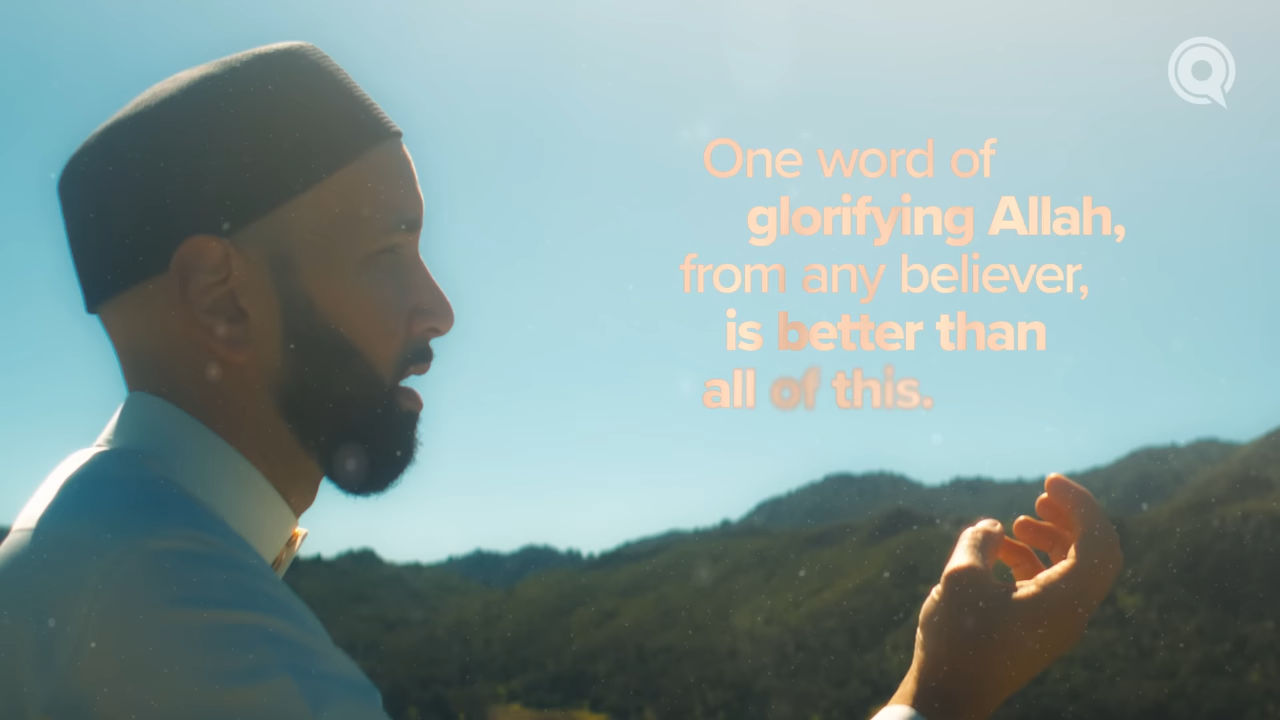 One word of
glorifying Allah,
from any believer,
is better than
all of this.